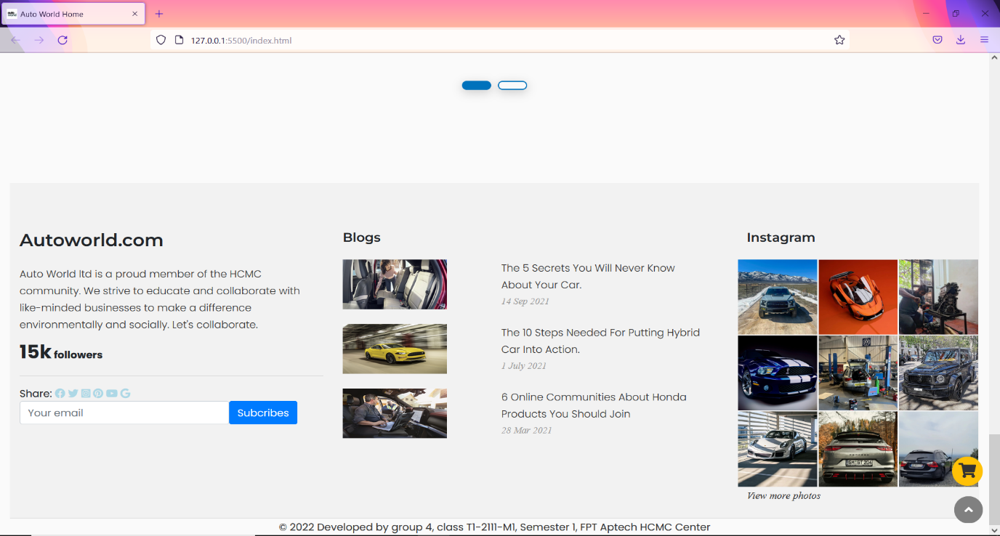 Auto World Home
127.0.0.1:5500/index.html
Autoworld.com
Auto World ltd is a proud member of the HCMC
community. We strive to educate and collaborate with
like-minded businesses to make a difference
environmentally and socially. Let's collaborate.
15k followers
Share:
Your email
Subcribes
Blogs
The 5 Secrets You Will Never Know
About Your Car.
14 Sep 2021
The 10 Steps Needed For Putting Hybrid
Car Into Action.
1 July 2021
6 Online Communities About Honda
Products You Should Join
28 Mar 2021
Instagram
View more photos
© 2022 Developed by group 4, class T1-2111-M1, Semester 1, FPT Aptech HCMC Center